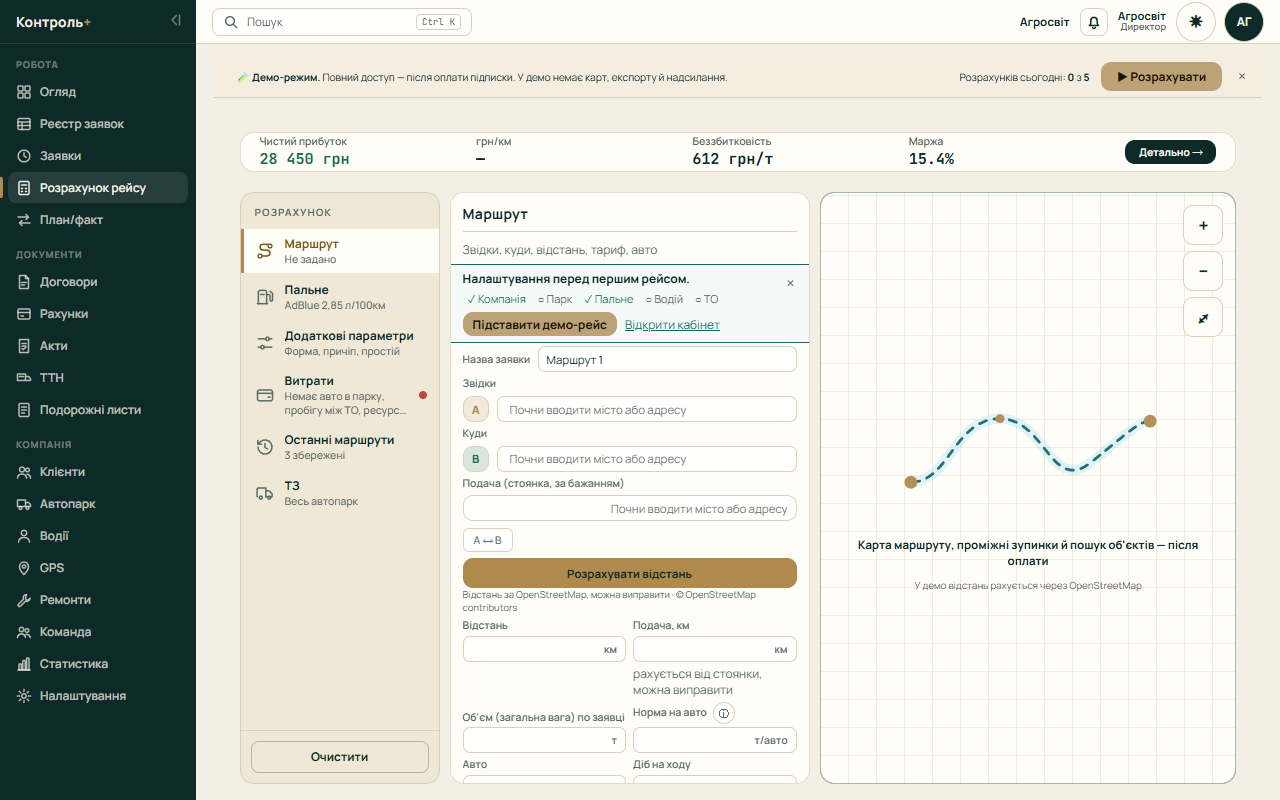 Контроль+
РОБОТА
Огляд
Реєстр заявок
Заявки
Розрахунок рейсу
План/факт
ДОКУМЕНТИ
Договори
Рахунки
Акти
ТТН
Подорожні листи
КОМПАНІЯ
Клієнти
Автопарк
Водії
GPS
Ремонти
Команда
Статистика
Налаштування
Пошук
Ctrl K
Агросвіт
Агросвіт
Директор
АГ
Демо-режим. Повний доступ — після оплати підписки. У демо немає карт, експорту й надсилання.
Розрахунків сьогодні: 0 з 5
▶ Розрахувати
×
Чистий прибуток
28 450 грн
грн/км
—
Беззбитковість
612 грн/т
Маржа
15.4%
Детально →
РОЗРАХУНОК
Маршрут
Не задано
Пальне
AdBlue 2,85 л/100км
Додаткові параметри
Форма, причіп, простій
Витрати
Немає авто в парку,
пробігу між ТО, ресурс...
Останні маршрути
3 збережені
ТЗ
Весь автопарк
Очистити
Маршрут
Звідки, куди, відстань, тариф, авто
Налаштування перед першим рейсом.
×
✓ Компанія ○ Парк ✓ Пальне ○ Водій ○ ТО
Підставити демо-рейс
Відкрити кабінет
Назва заявки
Маршрут 1
Звідки
A
Почни вводити місто або адресу
Куди
B
Почни вводити місто або адресу
Подача (стоянка, за бажанням)
Почни вводити місто або адресу
A ↔ B
Розрахувати відстань
Відстань за OpenStreetMap, можна виправити · © OpenStreetMap
contributors
Відстань
км
Подача, км
км
рахується від стоянки,
можна виправити
Об'єм (загальна вага) по заявці
т
Норма на авто
т/авто
Авто
Діб на ходу
+
−
Карта маршруту, проміжні зупинки й пошук об'єктів — після
оплати
У демо відстань рахується через OpenStreetMap